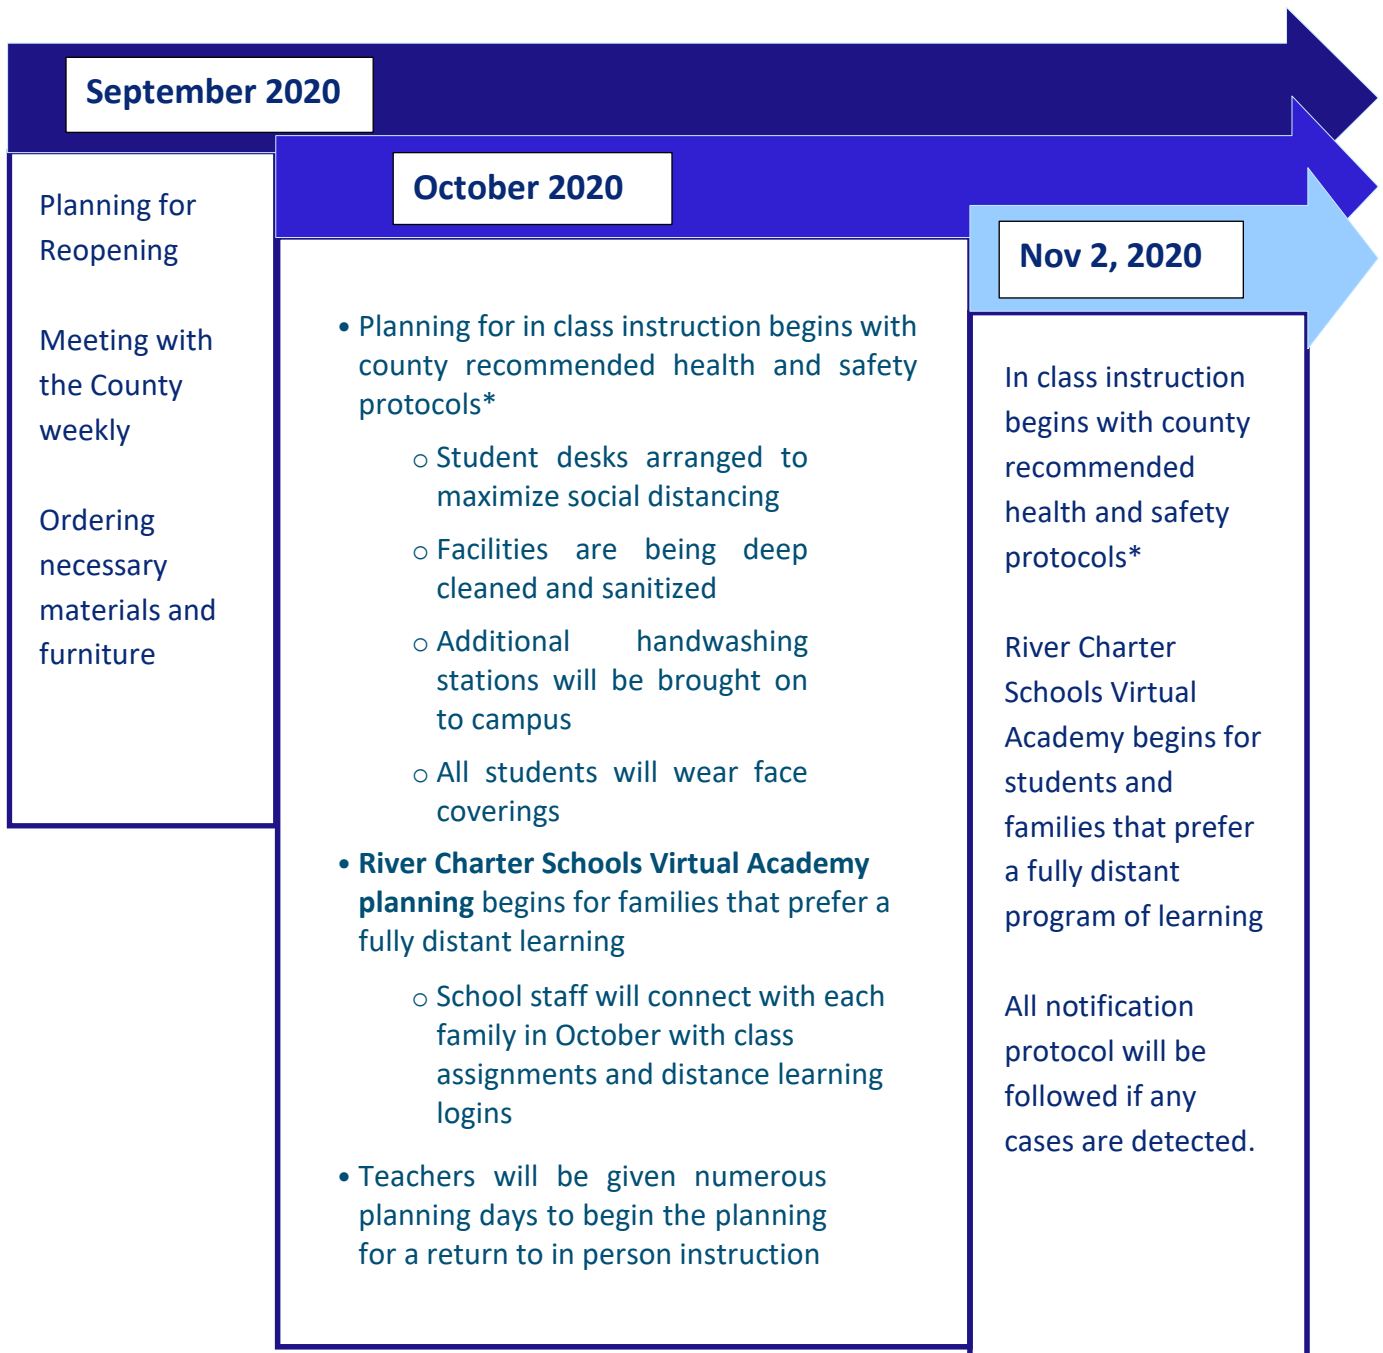 September 2020
Planning for
Reopening
Meeting with
the County
weekly
Ordering
necessary
materials and
furniture
October 2020
• Planning for in class instruction begins with
county recommended health and safety
protocols*
o Student desks arranged to
maximize social distancing
o Facilities are being deep
cleaned and sanitized
o Additional handwashing
stations will be brought on
to campus
o All students will wear face
coverings
• River Charter Schools Virtual Academy
planning begins for families that prefer a
fully distant learning
o School staff will connect with each
family in October with class
assignments and distance learning
logins
• Teachers will be given numerous
planning days to begin the planning
for a return to in person instruction
Nov 2, 2020
In class instruction
begins with county
recommended
health and safety
protocols*
River Charter
Schools Virtual
Academy begins for
students and
families that prefer
a fully distant
program of learning
All notification
protocol will be
followed if any
cases are detected.